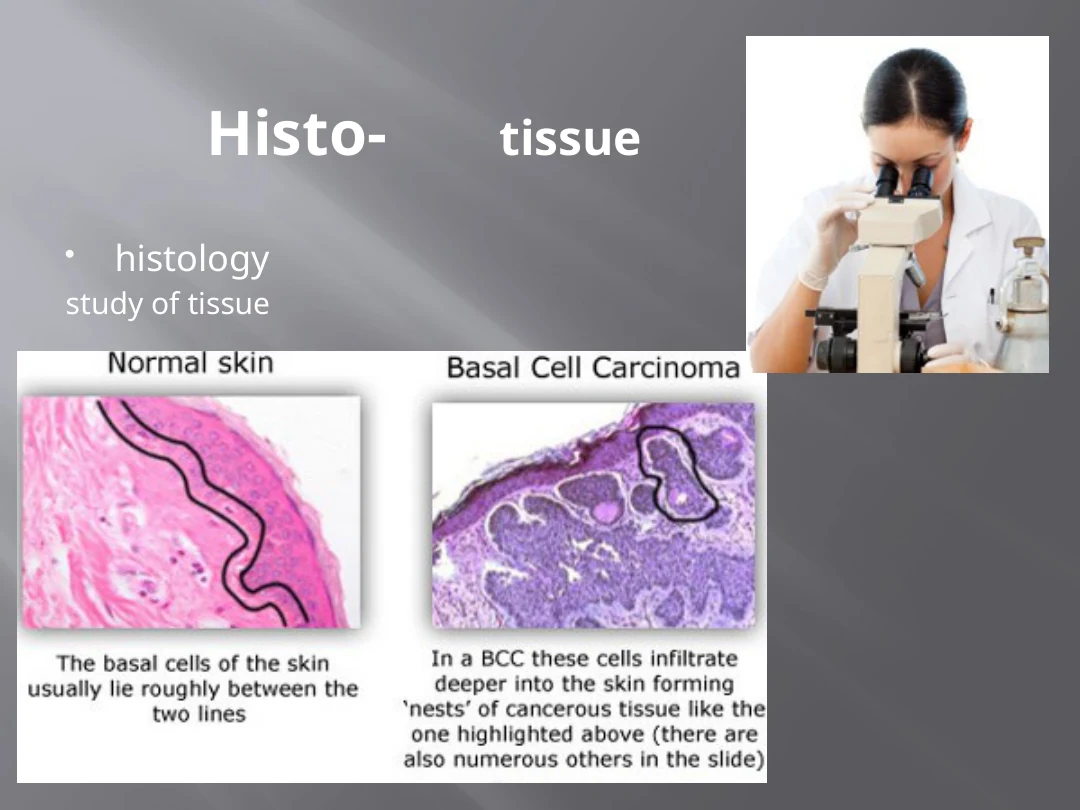 Histo- tissue
• histology
study of tissue
Normal skin
Basal Cell Carcinoma
The basal cells of the skin
usually lie roughly between the
two lines
In a BCC these cells infiltrate
deeper into the skin forming
‘nests’ of cancerous tissue like the
one highlighted above (there are
also numerous others in the slide)